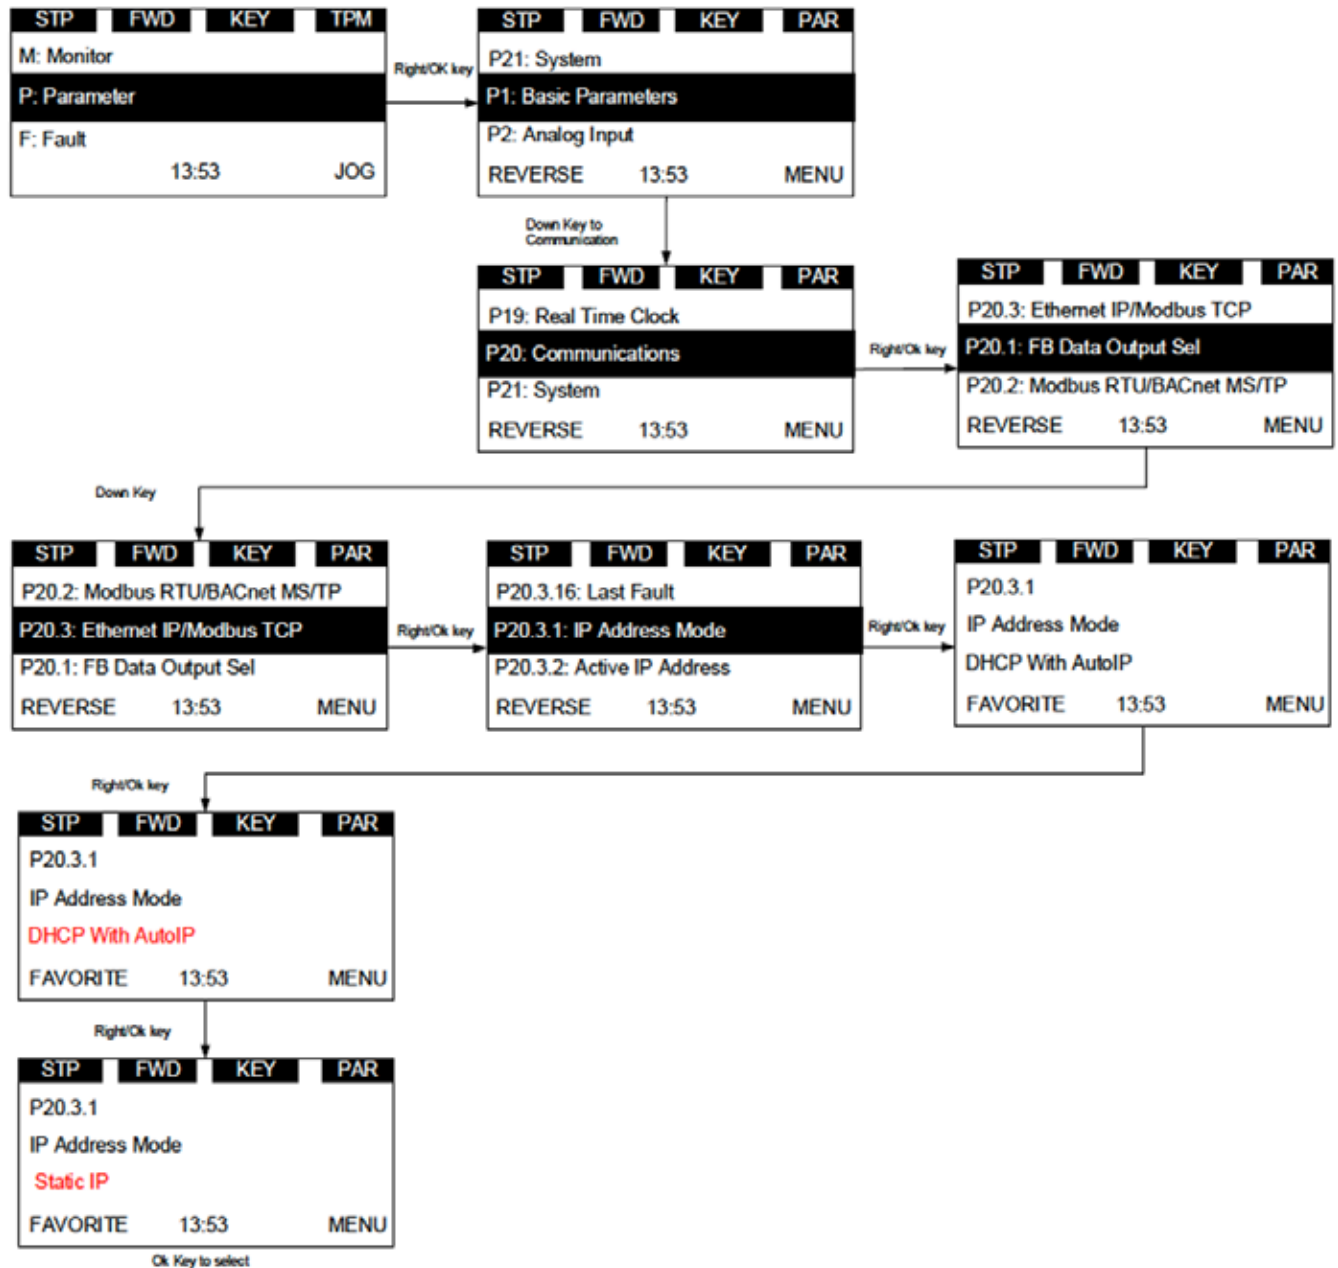 STP FWD KEY TPM
M: Monitor
P: Parameter
F: Fault
13:53 JOG
Right/OK key
STP FWD KEY PAR
P21: System
P1: Basic Parameters
P2: Analog Input
REVERSE 13:53 MENU
Down Key to
Communication
STP FWD KEY PAR
P19: Real Time Clock
P20: Communications
P21: System
REVERSE 13:53 MENU
Right/Ok key
STP FWD KEY PAR
P20.3: Ethernet IP/Modbus TCP
P20.1: FB Data Output Sel
P20.2: Modbus RTU/BACnet MS/TP
REVERSE 13:53 MENU
Down Key
STP FWD KEY PAR
P20.2: Modbus RTU/BACnet MS/TP
P20.3: Ethernet IP/Modbus TCP
P20.1: FB Data Output Sel
REVERSE 13:53 MENU
Right/Ok key
STP FWD KEY PAR
P20.3.16: Last Fault
P20.3.1: IP Address Mode
P20.3.2: Active IP Address
REVERSE 13:53 MENU
Right/Ok key
STP FWD KEY PAR
P20.3.1
IP Address Mode
DHCP With AutoIP
FAVORITE 13:53 MENU
Right/Ok key
STP FWD KEY PAR
P20.3.1
IP Address Mode
DHCP With AutoIP
FAVORITE 13:53 MENU
Right/Ok key
STP FWD KEY PAR
P20.3.1
IP Address Mode
Static IP
FAVORITE 13:53 MENU
Ok Key to select